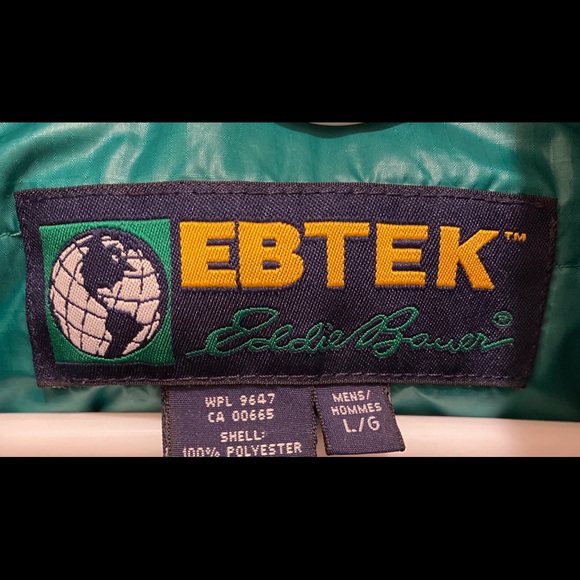 EBTEK™
Eddie Bauer®
WPL 9647
CA 00665
SHELL:
100% POLYESTER
MENS/
HOMMES
L/G